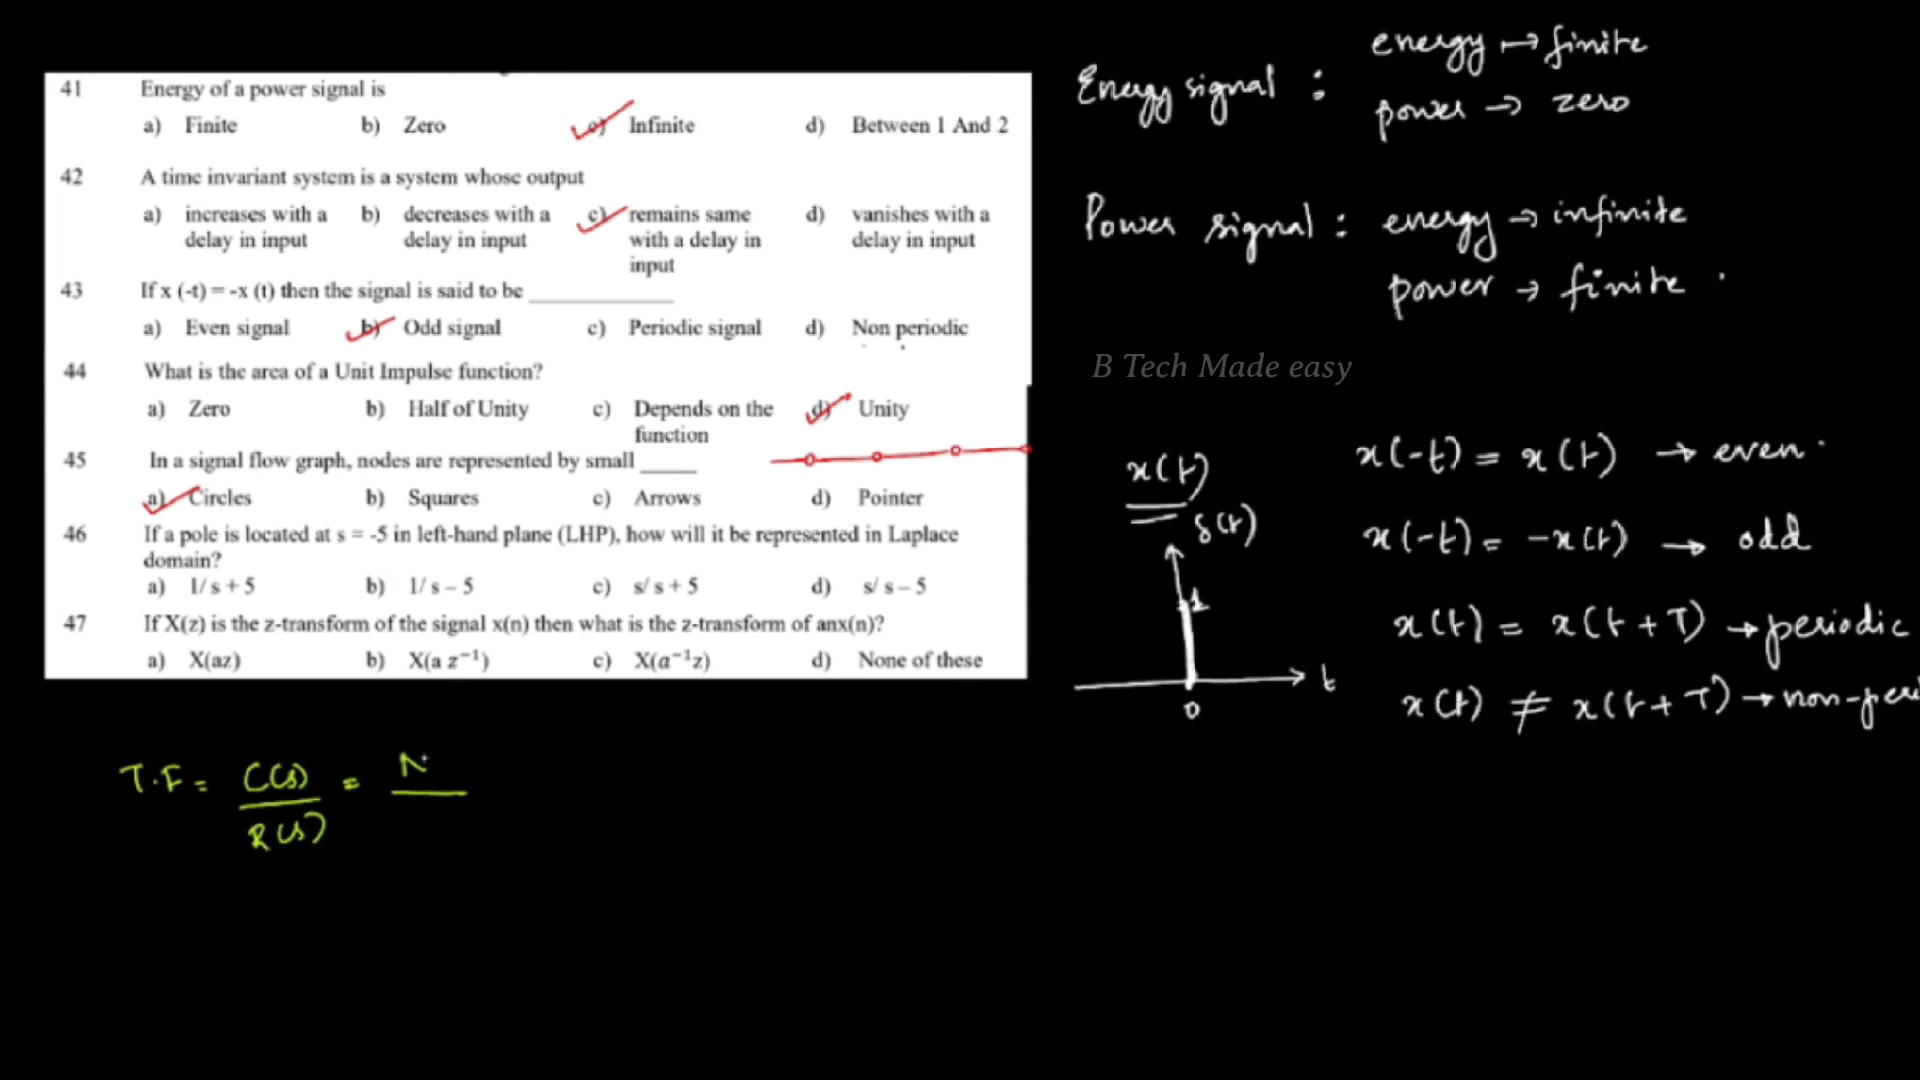 41 Energy of a power signal is
a) Finite b) Zero c) Infinite d) Between 1 And 2
42 A time invariant system is a system whose output
a) increases with a delay in input b) decreases with a delay in input c) remains same with a delay in input d) vanishes with a delay in input
43 If x (-t) = -x (t) then the signal is said to be ____________
a) Even signal b) Odd signal c) Periodic signal d) Non periodic
44 What is the area of a Unit Impulse function?
a) Zero b) Half of Unity c) Depends on the function d) Unity
45 In a signal flow graph, nodes are represented by small _____
a) Circles b) Squares c) Arrows d) Pointer
46 If a pole is located at s = -5 in left-hand plane (LHP), how will it be represented in Laplace
domain?
a) 1/ s + 5 b) 1/ s – 5 c) s/ s + 5 d) s/ s – 5
47 If X(z) is the z-transform of the signal x(n) then what is the z-transform of anx(n)?
a) X(az) b) X(a z⁻¹) c) X(a⁻¹z) d) None of these
Energy signal : energy → finite
power → zero
Power signal : energy → infinite
power → finite
B Tech Made easy
x(t)
δ(t)
1
t
0
x(-t) = x(t) → even
x(-t) = -x(t) → odd
x(t) = x(t+T) → periodic
x(t) ≠ x(t+T) → non-peri
T.F = C(s)/R(s) = N